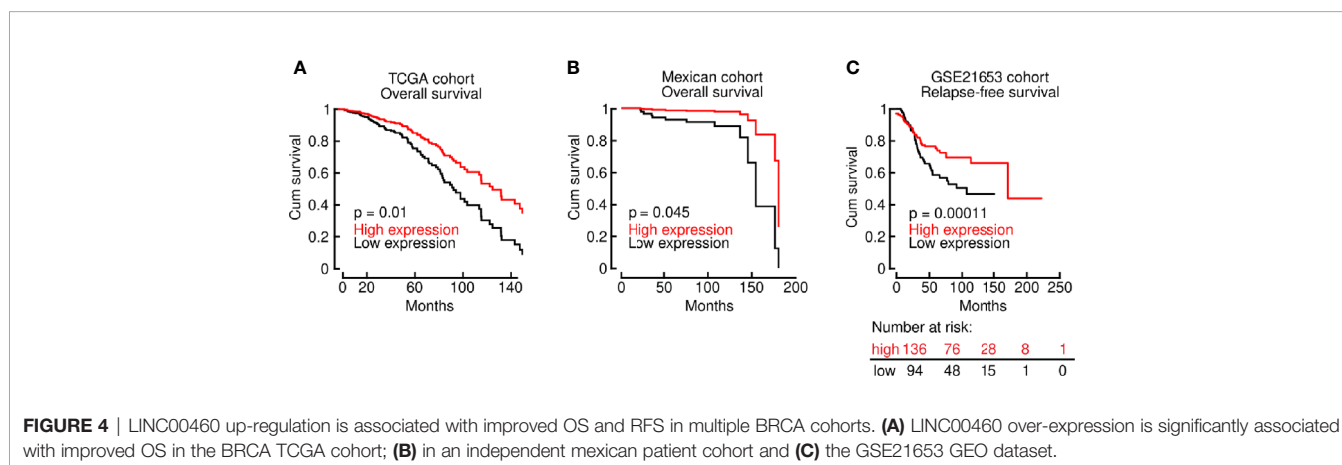 A
TCGA cohort
Overall survival
Cum survival
1
0.8
0.6
0.4
0.2
0
p = 0.01
High expression
Low expression
0 20 60 100 140
Months
B
Mexican cohort
Overall survival
Cum survival
1
0.8
0.6
0.4
0.2
0
p = 0.045
High expression
Low expression
0 50 100 150 200
Months
C
GSE21653 cohort
Relapse-free survival
Cum survival
1
0.8
0.6
0.4
0.2
0
p = 0.00011
High expression
Low expression
0 50 100 150 200 250
Months
Number at risk:
high 136 76 28 8 1
low 94 48 15 1 0
FIGURE 4 | LINC00460 up-regulation is associated with improved OS and RFS in multiple BRCA cohorts. (A) LINC00460 over-expression is significantly associated
with improved OS in the BRCA TCGA cohort; (B) in an independent mexican patient cohort and (C) the GSE21653 GEO dataset.